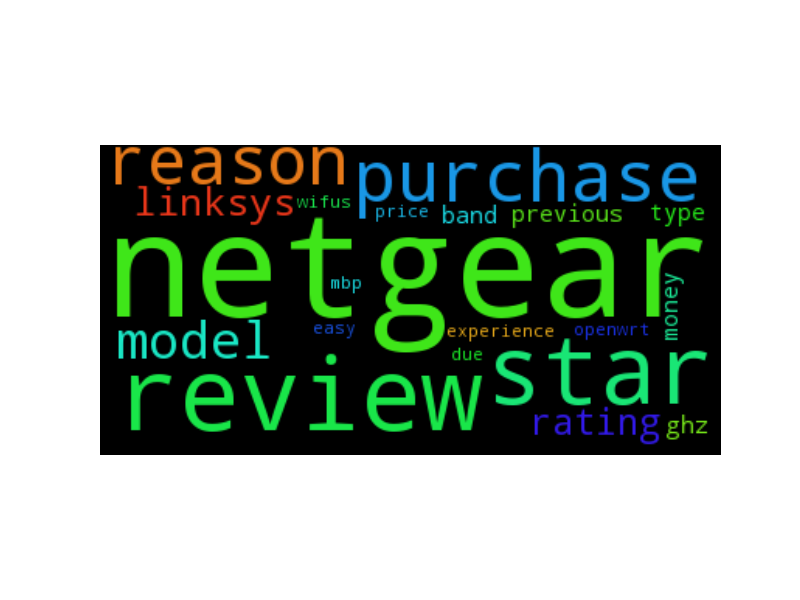 reason purchase
linksys wifus price band previous type
netgear
mbp
money
model easy experience openwrt
due star
review
rating ghz